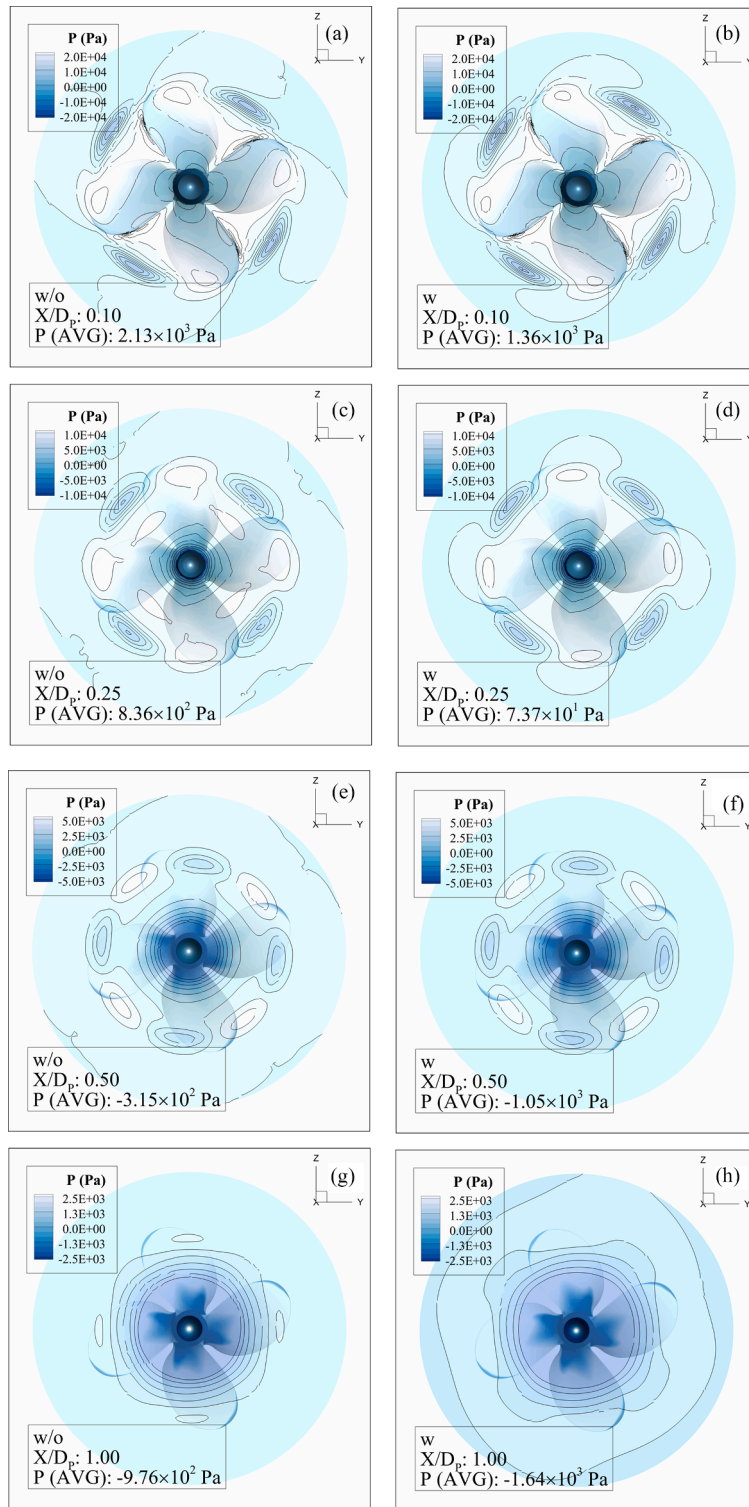 P (Pa)
2.0E+04
1.0E+04
0.0E+00
-1.0E+04
-2.0E+04
Z
X Y
(a)
w/o
X/D_P: 0.10
P (AVG): 2.13×10³ Pa
P (Pa)
2.0E+04
1.0E+04
0.0E+00
-1.0E+04
-2.0E+04
Z
X Y
(b)
w
X/D_P: 0.10
P (AVG): 1.36×10³ Pa
P (Pa)
1.0E+04
5.0E+03
0.0E+00
-5.0E+03
-1.0E+04
Z
X Y
(c)
w/o
X/D_P: 0.25
P (AVG): 8.36×10² Pa
P (Pa)
1.0E+04
5.0E+03
0.0E+00
-5.0E+03
-1.0E+04
Z
X Y
(d)
w
X/D_P: 0.25
P (AVG): 7.37×10¹ Pa
P (Pa)
5.0E+03
2.5E+03
0.0E+00
-2.5E+03
-5.0E+03
Z
X Y
(e)
w/o
X/D_P: 0.50
P (AVG): -3.15×10² Pa
P (Pa)
5.0E+03
2.5E+03
0.0E+00
-2.5E+03
-5.0E+03
Z
X Y
(f)
w
X/D_P: 0.50
P (AVG): -1.05×10³ Pa
P (Pa)
2.5E+03
1.3E+03
0.0E+00
-1.3E+03
-2.5E+03
Z
X Y
(g)
w/o
X/D_P: 1.00
P (AVG): -9.76×10² Pa
P (Pa)
2.5E+03
1.3E+03
0.0E+00
-1.3E+03
-2.5E+03
Z
X Y
(h)
w
X/D_P: 1.00
P (AVG): -1.64×10³ Pa